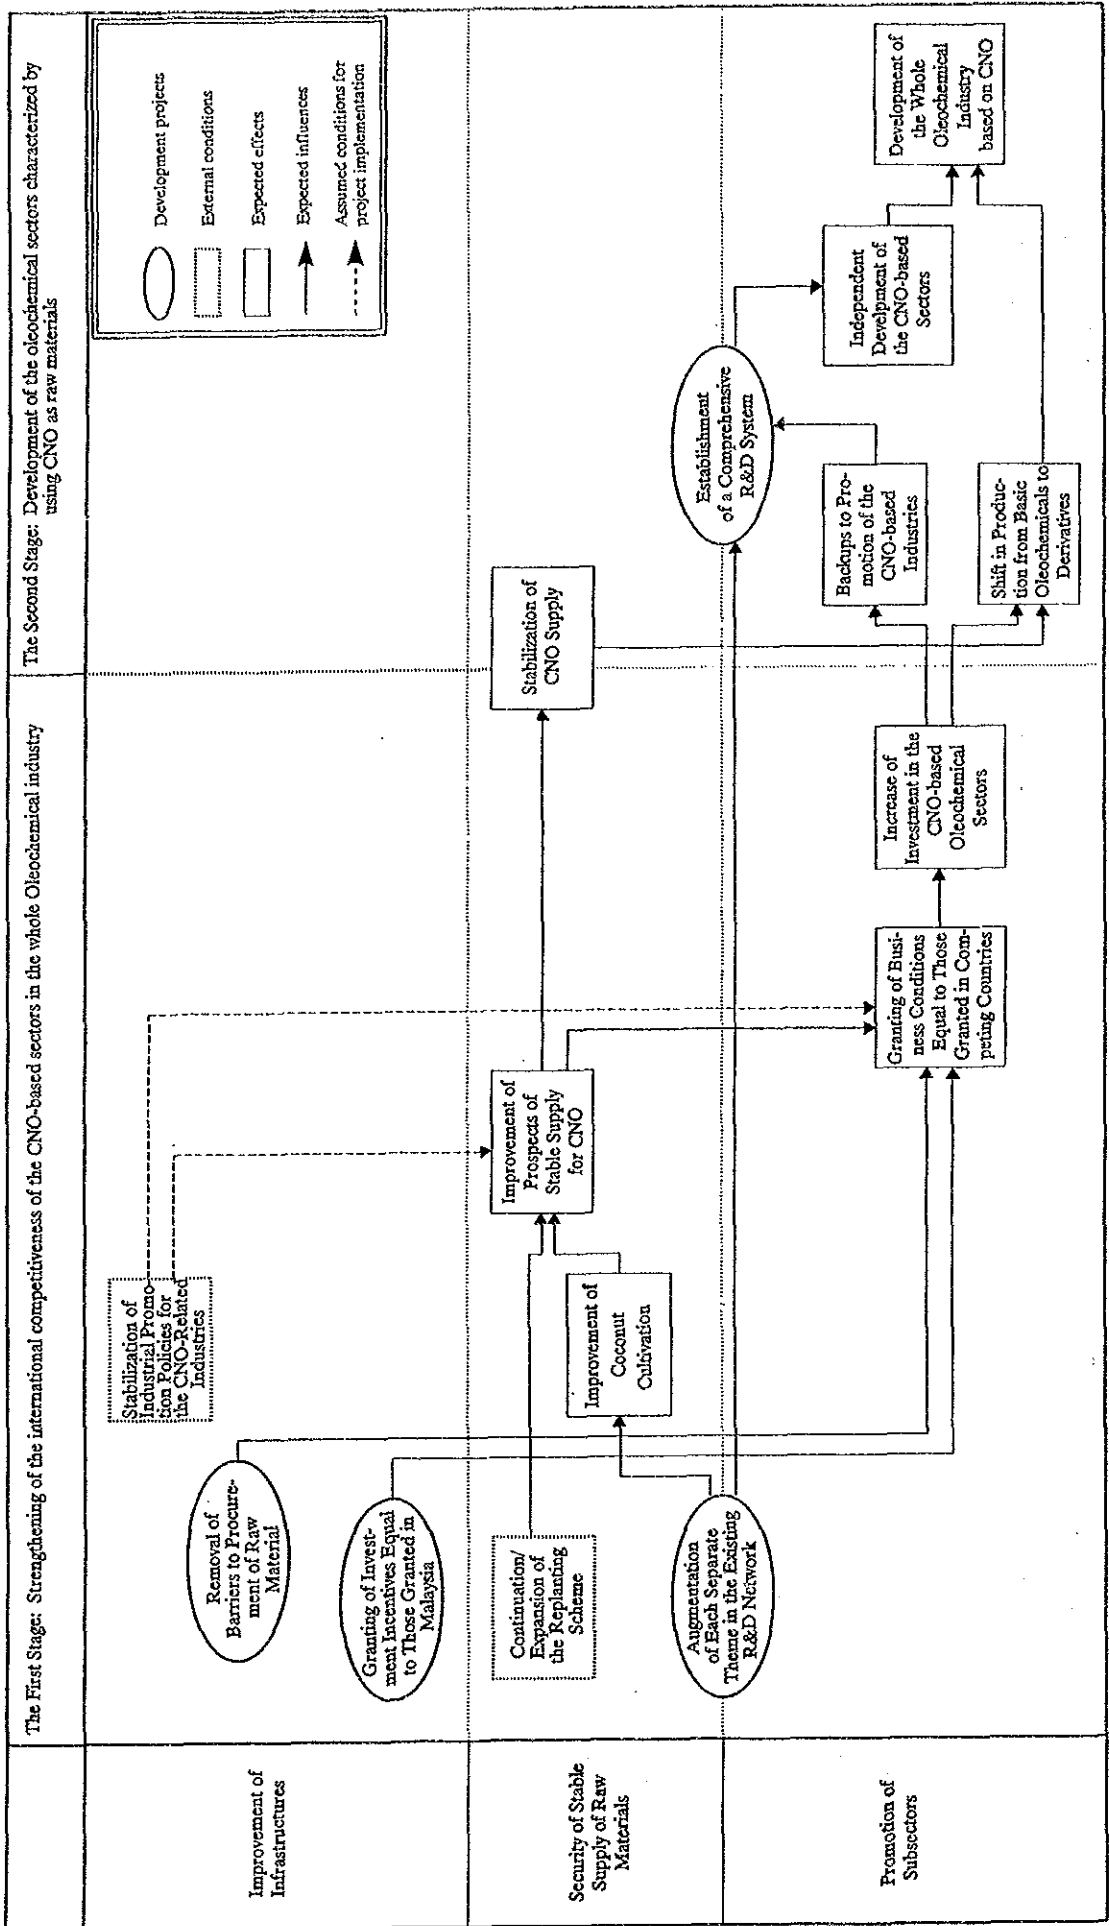 The First Stage: Strengthening of the international competitiveness of the CNO-based sectors in the whole Oleochemical industry
The Second Stage: Development of the oleochemical sectors characterized by
using CNO as raw materials
Development projects
External conditions
Expected effects
Expected influences
Assumed conditions for
project implementation
Improvement of
Infrastructures
Removal of
Barriers to Procure-
ment of Raw
Material
Granting of Invest-
ment Incentives Equal
to Those Granted in
Malaysia
Stabilization of
Industrial Promo-
tion Policies for
the CNO-Related
Industries
Security of Stable
Supply of Raw
Materials
Continuation/
Expansion of
the Replanting
Scheme
Improvement of
Coconut
Cultivation
Improvement of
Prospects of
Stable Supply
for CNO
Stabilization of
CNO Supply
Augmentation
of Each Separate
Theme in the Existing
R&D Network
Establishment
of a Comprehensive
R&D System
Promotion of
Subsectors
Granting of Busi-
ness Conditions
Equal to Those
Granted in Com-
peting Countries
Increase of
Investment in the
CNO-based
Oleochemical
Sectors
Backups to Pro-
motion of the
CNO-based
Industries
Shift in Produc-
tion from Basic
Oleochemicals to
Derivatives
Independent
Develpment of
the CNO-based
Sectors
Development of
the Whole
Oleochemical
Industry
based on CNO